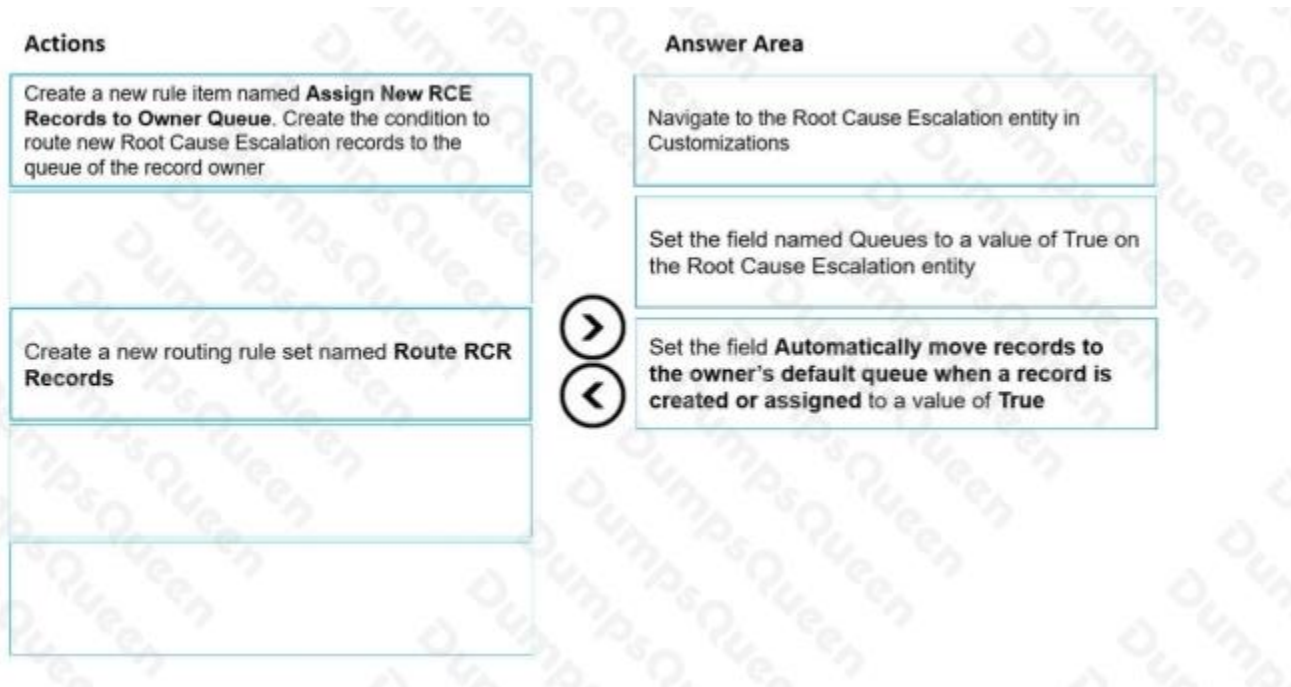 Actions
Answer Area
Create a new rule item named Assign New RCE
Records to Owner Queue. Create the condition to
route new Root Cause Escalation records to the
queue of the record owner
Create a new routing rule set named Route RCR
Records
Navigate to the Root Cause Escalation entity in
Customizations
Set the field named Queues to a value of True on
the Root Cause Escalation entity
Set the field Automatically move records to
the owner's default queue when a record is
created or assigned to a value of True
DumpsQueen